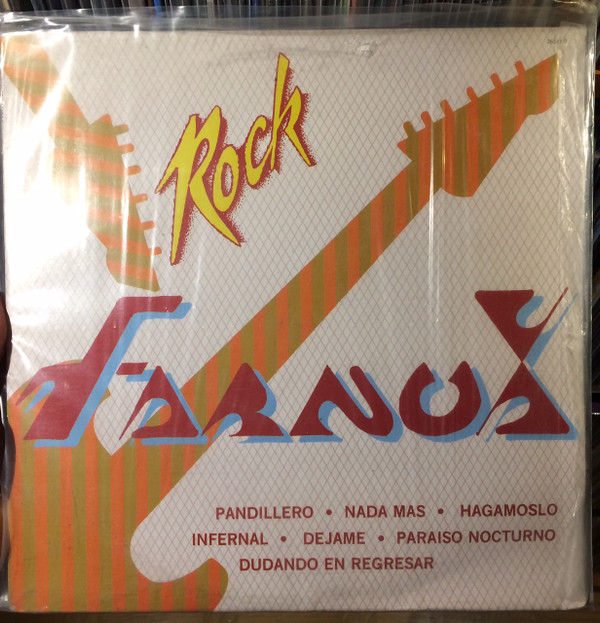 Rock
FARNUX
PANDILLERO • NADA MAS • HAGAMOSLO
INFERNAL • DEJAME • PARAISO NOCTURNO
DUDANDO EN REGRESAR